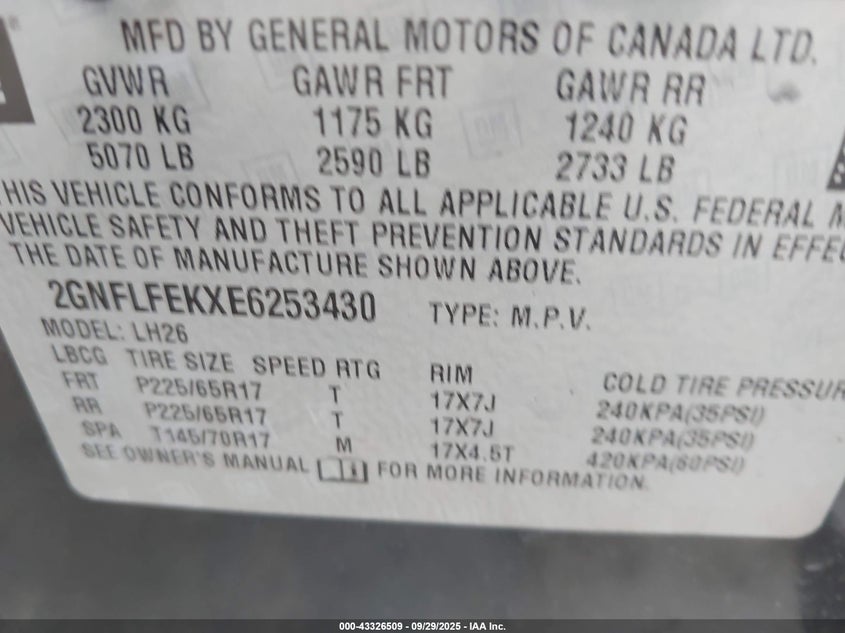 MFD BY GENERAL MOTORS OF CANADA LTD.
GVWR GAWR FRT GAWR RR
2300 KG 1175 KG 1240 KG
5070 LB 2590 LB 2733 LB
THIS VEHICLE CONFORMS TO ALL APPLICABLE U.S. FEDERAL M
VEHICLE SAFETY AND THEFT PREVENTION STANDARDS IN EFFEC
THE DATE OF MANUFACTURE SHOWN ABOVE.
2GNFLFEKXE6253430 TYPE: M.P.V.
MODEL: LH26
LBCG TIRE SIZE SPEED RTG RIM COLD TIRE PRESSUR
FRT P225/65R17 T 17X7J 240KPA(35PSI)
RR P225/65R17 T 17X7J 240KPA(35PSI)
SPA T145/70R17 M 17X4.5T 420KPA(60PSI)
SEE OWNER'S MANUAL FOR MORE INFORMATION.
000-43326509 - 09/29/2025 - IAA Inc.